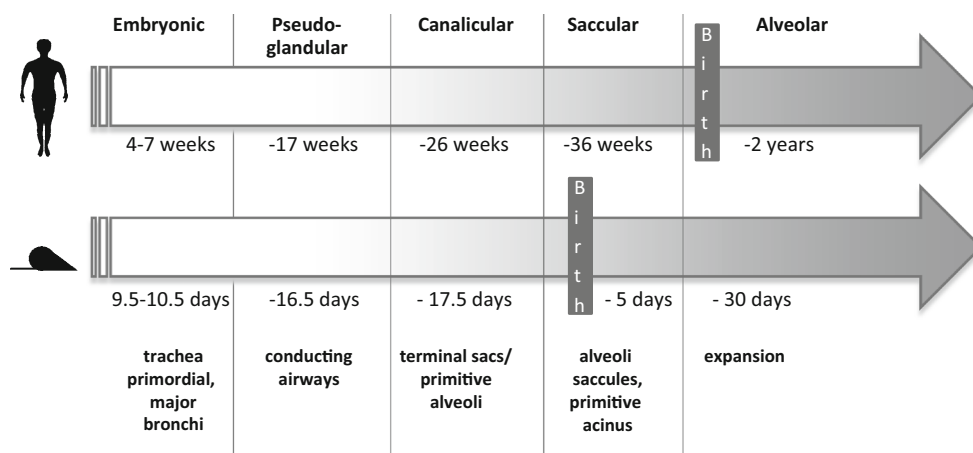 Embryonic
Pseudo-
glandular
Canalicular
Saccular
Alveolar
Birth
4-7 weeks
-17 weeks
-26 weeks
-36 weeks
-2 years
Birth
9.5-10.5 days
-16.5 days
- 17.5 days
- 5 days
- 30 days
trachea
primordial,
major
bronchi
conducting
airways
terminal sacs/
primitive
alveoli
alveoli
saccules,
primitive
acinus
expansion